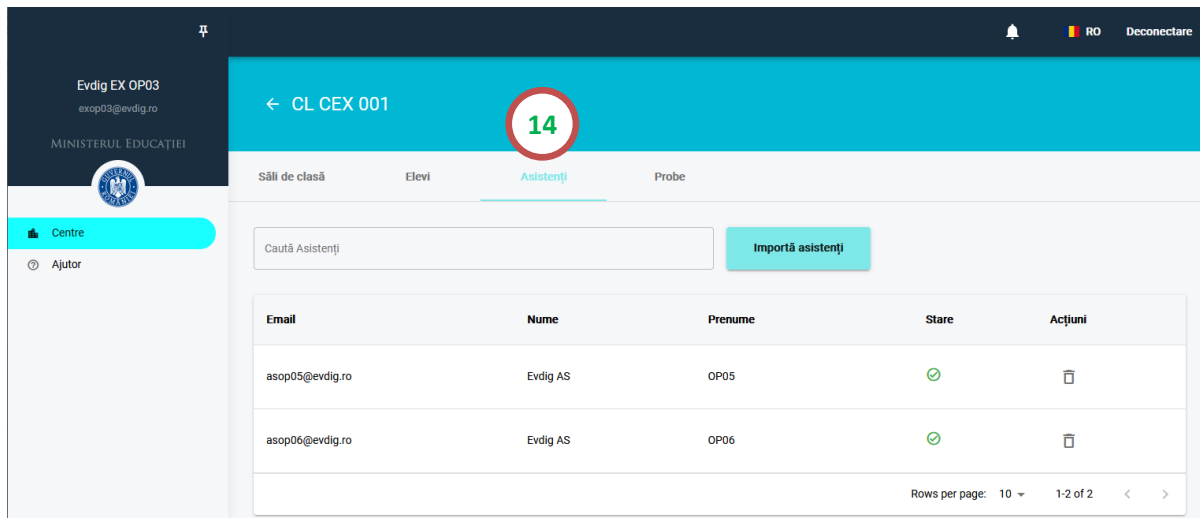 RO Deconectare
Evdig EX OP03
exop03@evdig.ro
MINISTERUL EDUCAȚIEI
GUVERNUL ROMÂNIEI
Centre
Ajutor
← CL CEX 001
14
Săli de clasă Elevi Asistenți Probe
Caută Asistenți Importă asistenți
Email Nume Prenume Stare Acțiuni
asop05@evdig.ro Evdig AS OP05
asop06@evdig.ro Evdig AS OP06
Rows per page: 10 1-2 of 2